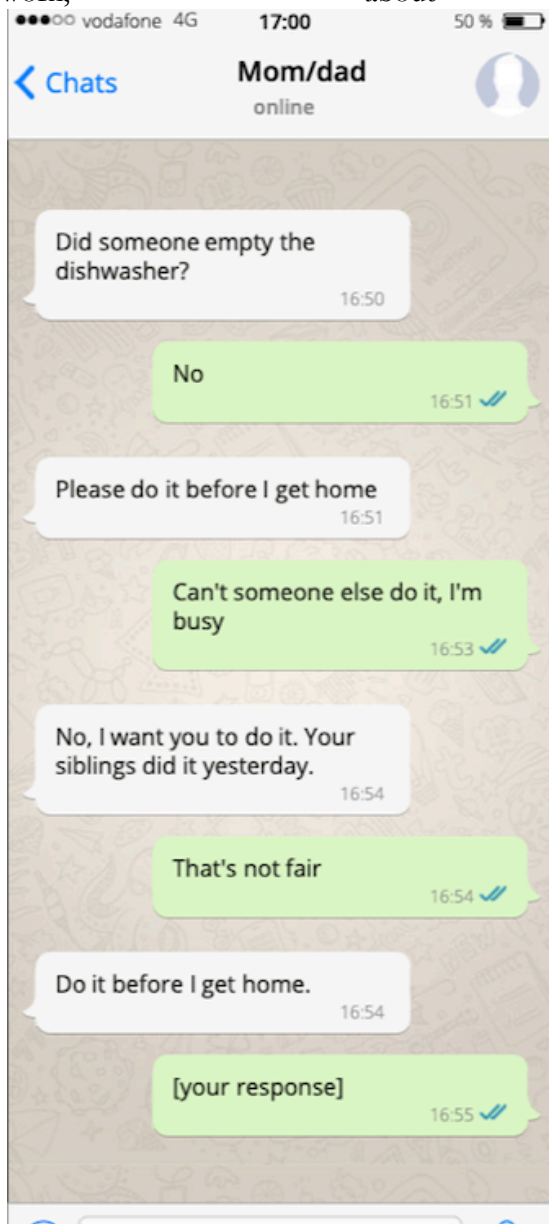 about
vodafone 4G 17:00 50 %
Chats Mom/dad
online
Did someone empty the
dishwasher?
16:50
No
16:51
Please do it before I get home
16:51
Can't someone else do it, I'm
busy
16:53
No, I want you to do it. Your
siblings did it yesterday.
16:54
That's not fair
16:54
Do it before I get home.
16:54
[your response]
16:55